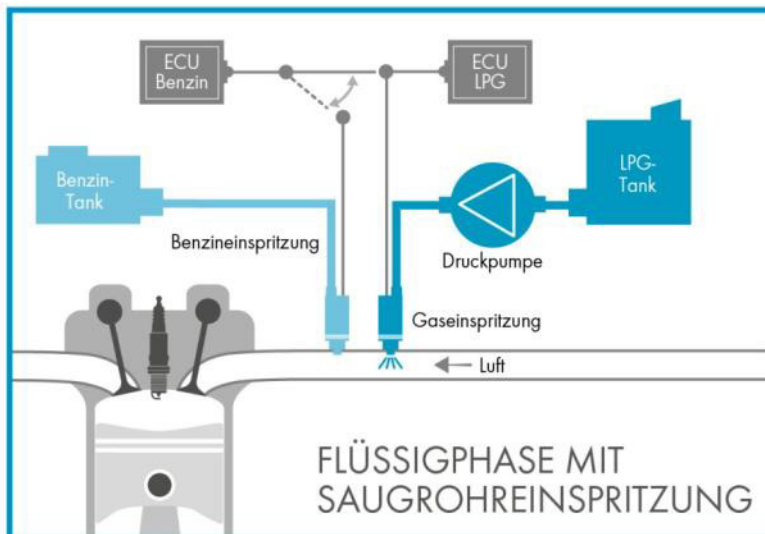 ECU
Benzin
ECU
LPG
Benzin-
Tank
LPG-
Tank
Benzineinspritzung
Druckpumpe
Gaseinspritzung
Luft
FLÜSSIGPHASE MIT
SAUGROHREINSPRITZUNG